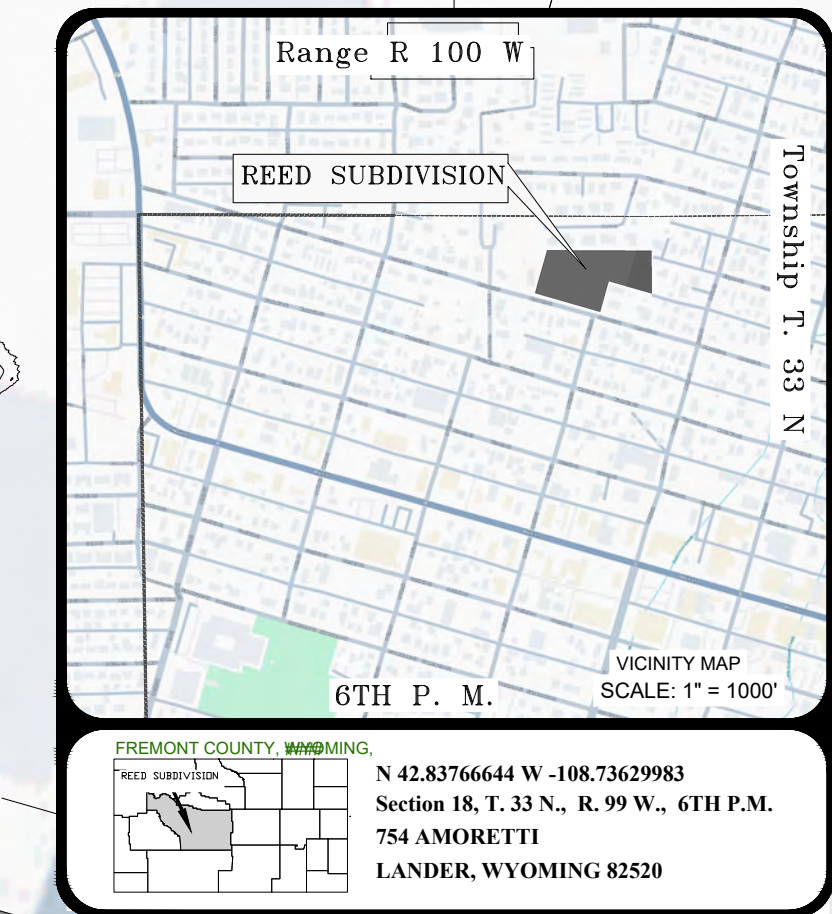 Range R 100 W
REED SUBDIVISION
Township T. 33 N
VICINITY MAP
SCALE: 1" = 1000'
6TH P. M.
FREMONT COUNTY, WYOMING,
REED SUBDIVISION
N 42.83766644 W -108.73629983
Section 18, T. 33 N., R. 99 W., 6TH P.M.
754 AMORETTI
LANDER, WYOMING 82520